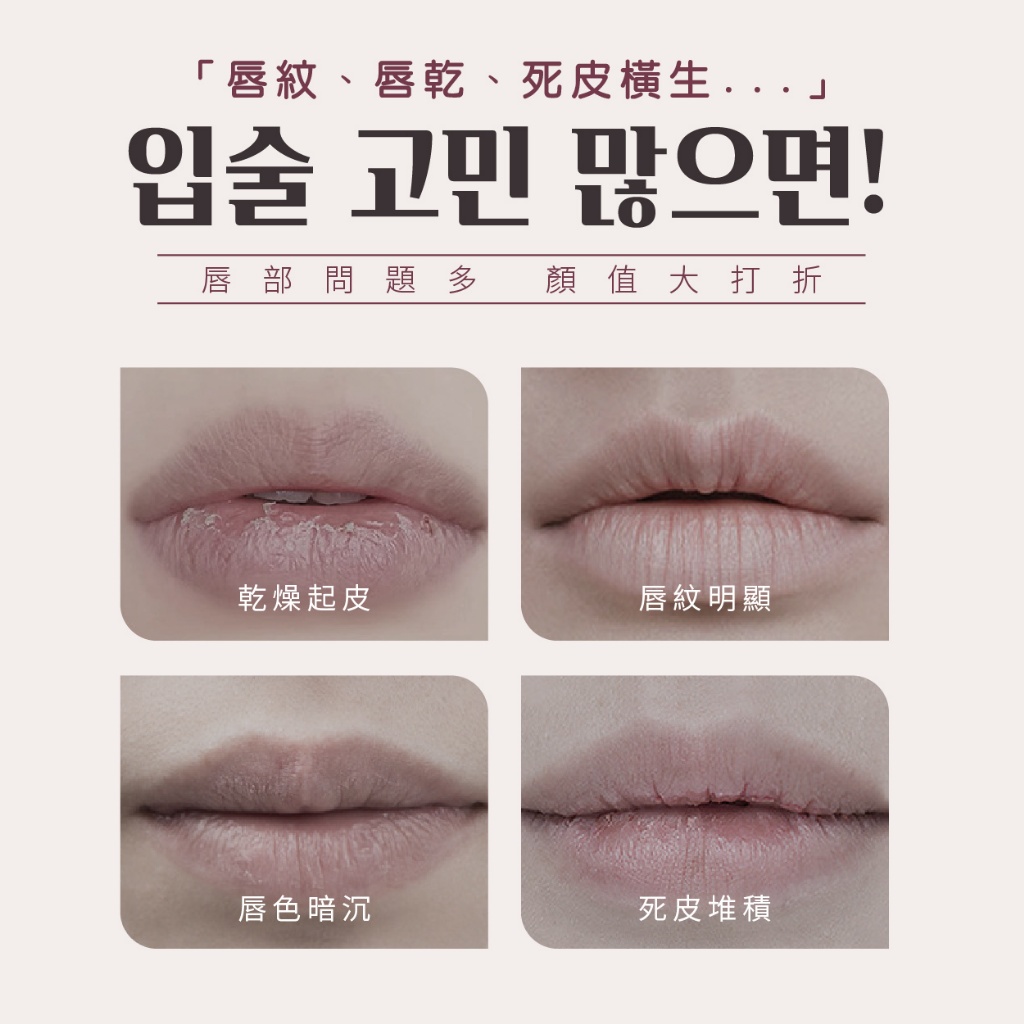 「唇紋、唇乾、死皮橫生...」
입술 고민 많으면!
唇部問題多 顏值大打折
乾燥起皮
唇紋明顯
唇色暗沉
死皮堆積